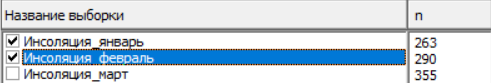 Название выборки n
Инсоляция_январь 263
Инсоляция_февраль 290
Инсоляция_март 355